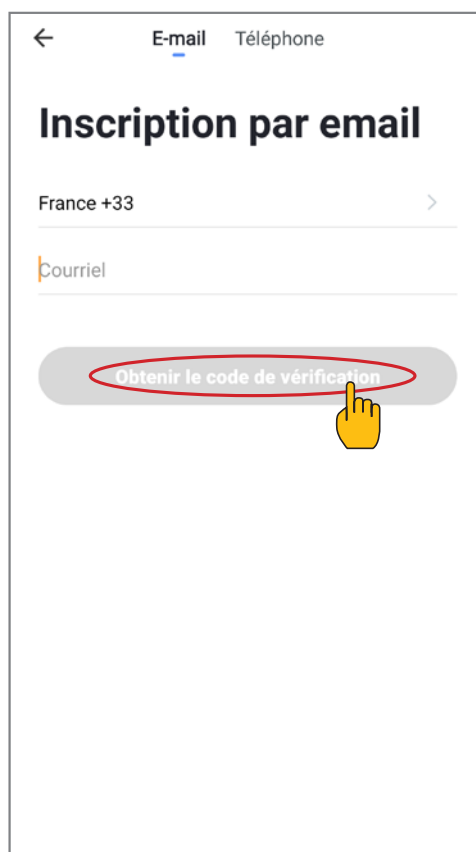 E-mail Téléphone
Inscription par email
France +33
Courriel
Obtenir le code de vérification